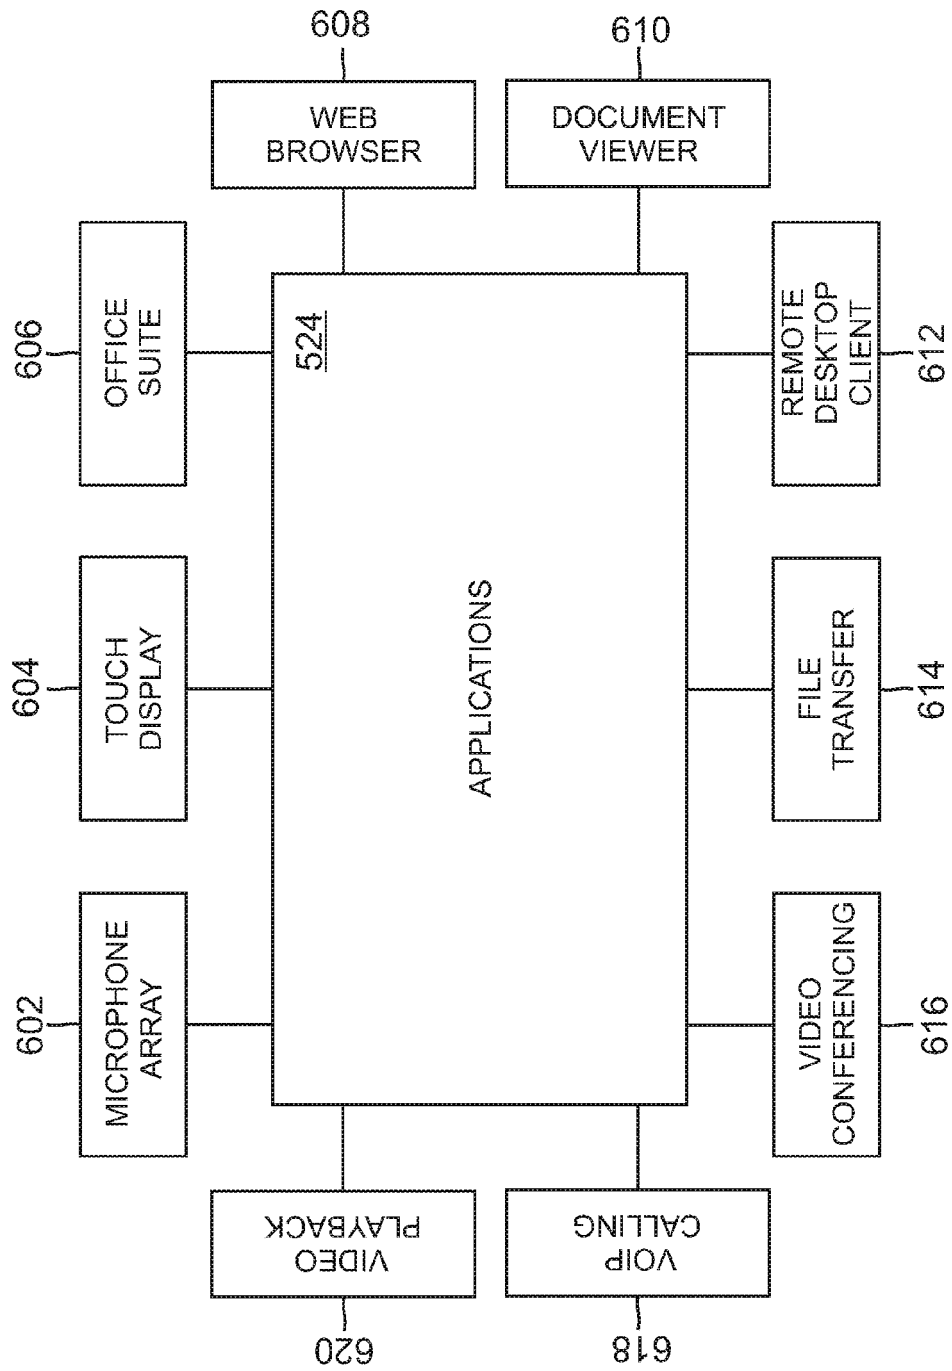 608
WEB
BROWSER
610
DOCUMENT
VIEWER
606
OFFICE
SUITE
524
REMOTE
DESKTOP
CLIENT
612
604
TOUCH
DISPLAY
APPLICATIONS
FILE
TRANSFER
614
602
MICROPHONE
ARRAY
VIDEO
CONFERENCING
616
VIDEO
PLAYBACK
620
VOIP
CALLING
618